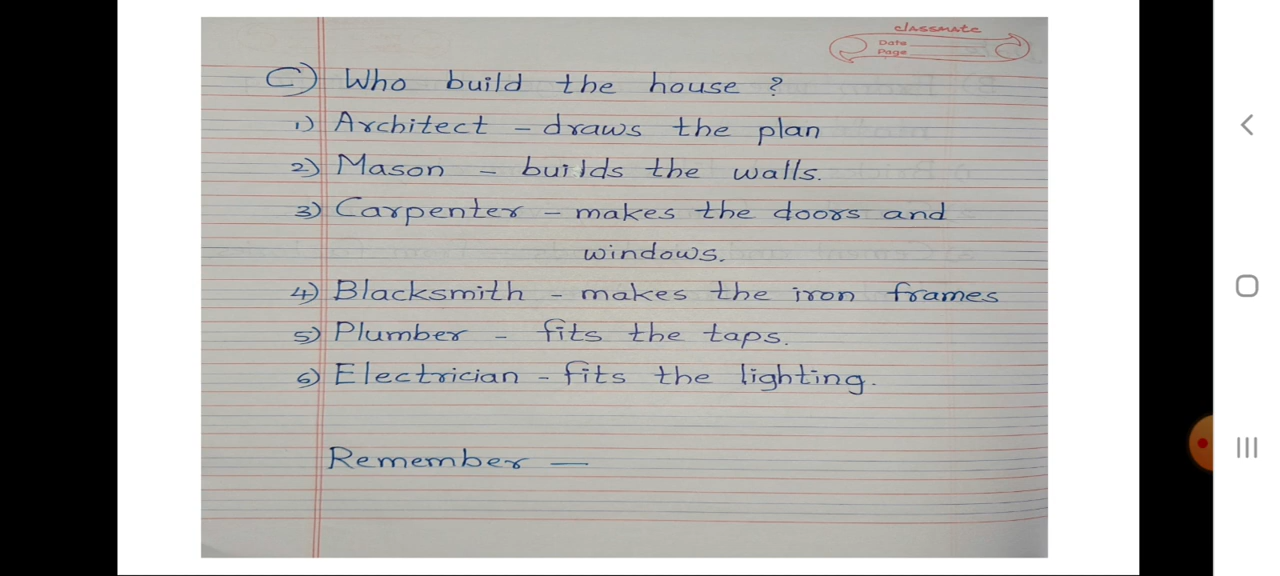 classmate
Date
Page
C) Who build the house ?
1) Architect - draws the plan
2) Mason - builds the walls.
3) Carpenter - makes the doors and
windows.
4) Blacksmith - makes the iron frames
5) Plumber - fits the taps.
6) Electrician - fits the lighting.
Remember —